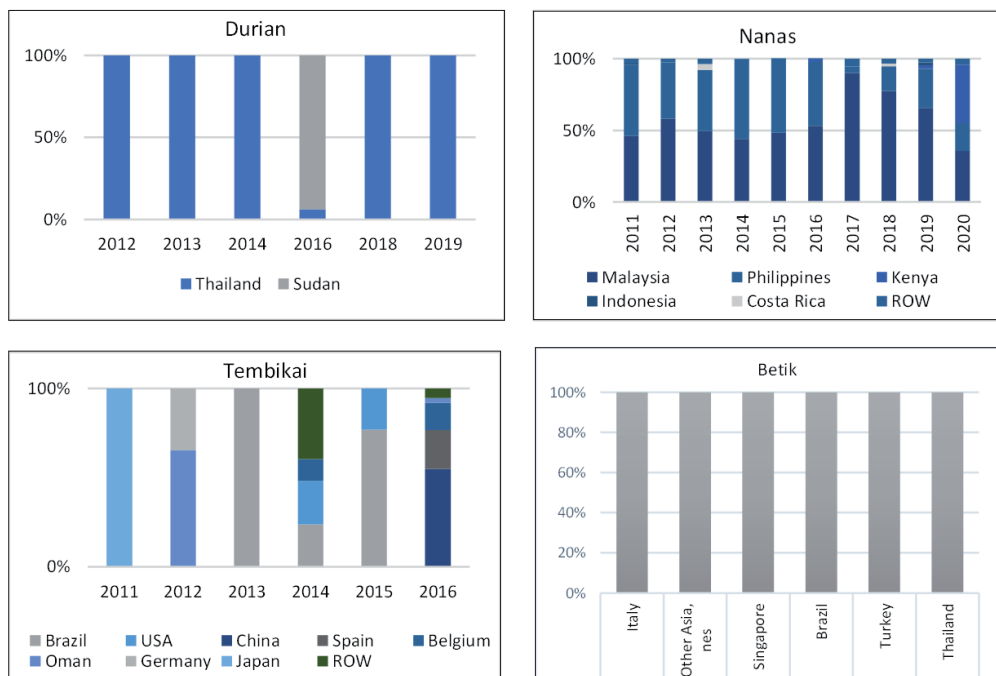 Durian
100%
50%
0%
2012 2013 2014 2016 2018 2019
Thailand Sudan
Nanas
100%
50%
0%
2011 2012 2013 2014 2015 2016 2017 2018 2019 2020
Malaysia Philippines Kenya
Indonesia Costa Rica ROW
Tembikai
100%
0%
2011 2012 2013 2014 2015 2016
Brazil USA China Spain Belgium
Oman Germany Japan ROW
Betik
100%
80%
60%
40%
20%
0%
Italy
Other Asia,
nes
Singapore
Brazil
Turkey
Thailand